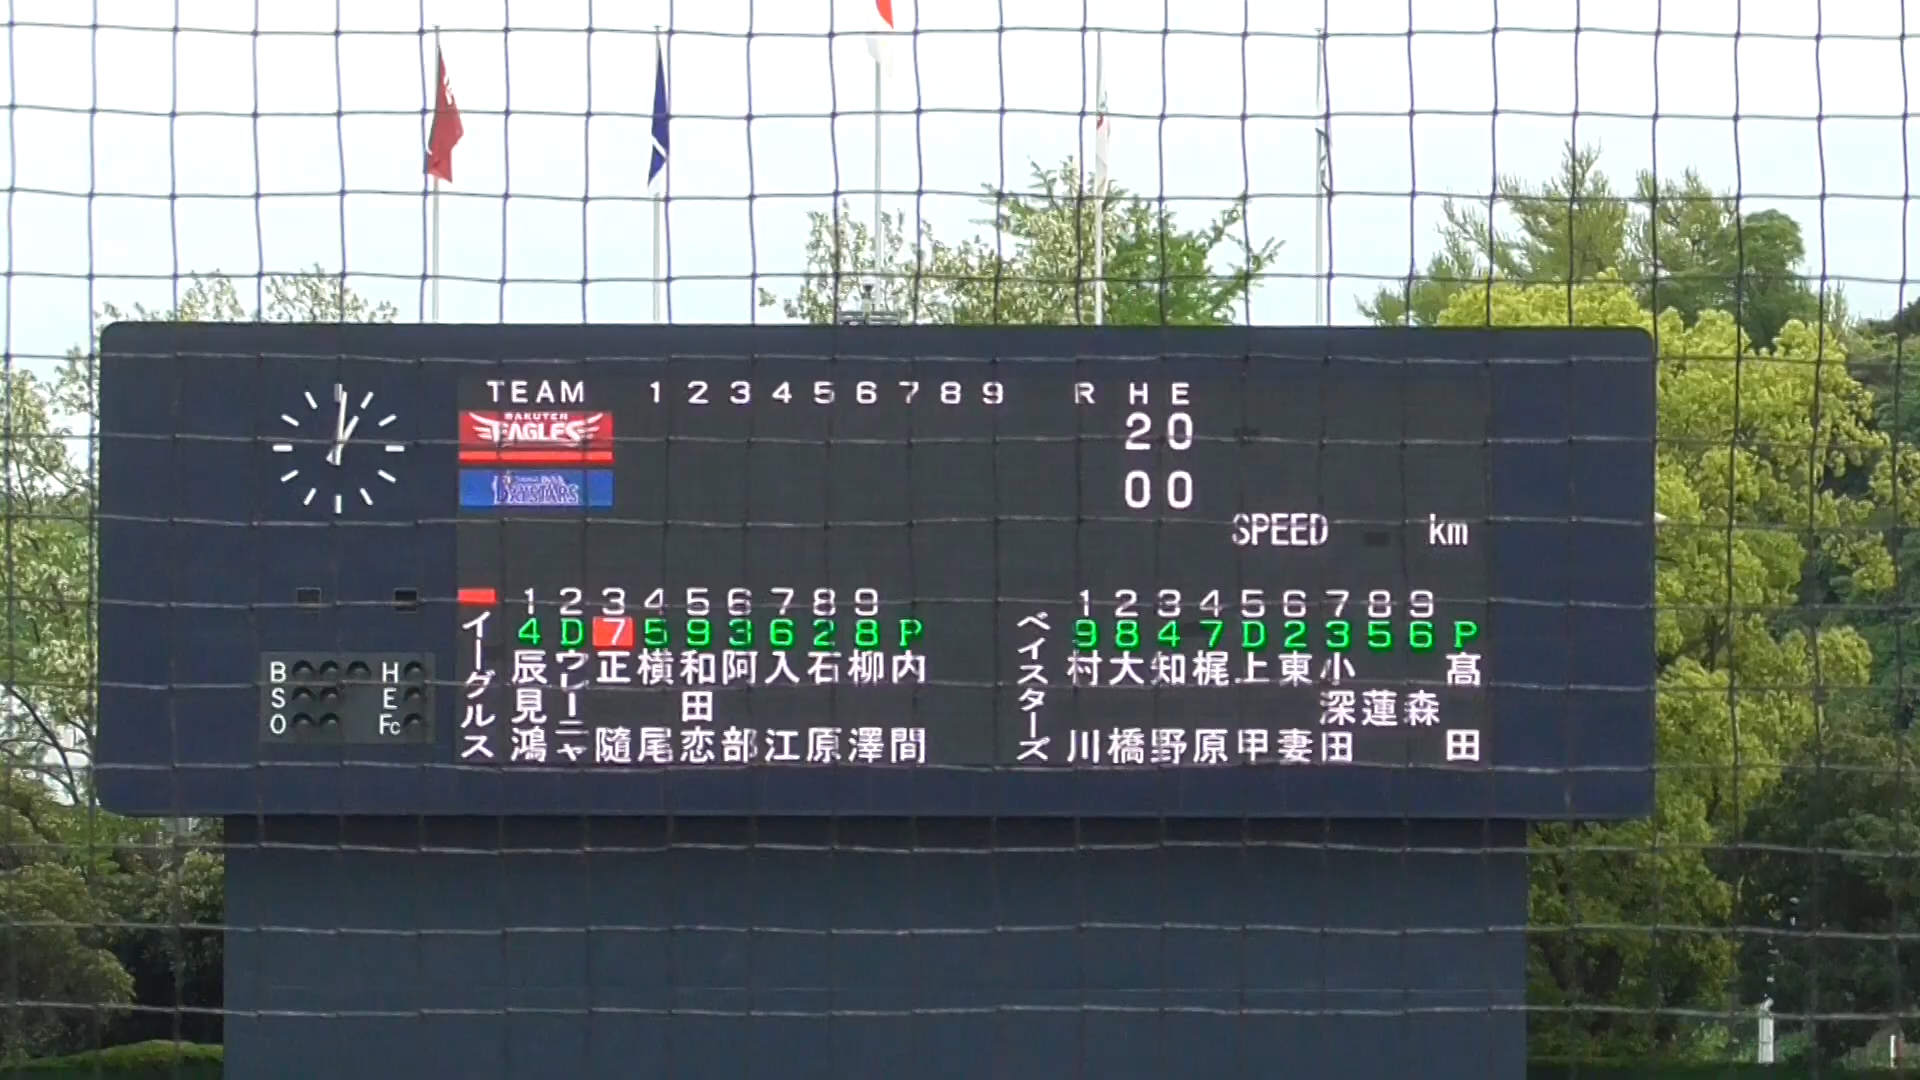 TEAM 1 2 3 4 5 6 7 8 9 R H E
RAKUTEN EAGLES 2 0
BAYSTARS 0 0
SPEED km
1 2 3 4 5 6 7 8 9
イーグルス 4 D 7 5 9 3 6 2 8 P
辰見鴻
ウレーニャ
正隨
横尾
和田恋
阿部
入江
石原
柳澤
内間
1 2 3 4 5 6 7 8 9
ベイスターズ 9 8 4 7 D 2 3 5 6 P
村川
大橋
知野
梶原
上甲
東妻
小深田
蓮
森
髙田
B H
S E
O Fc